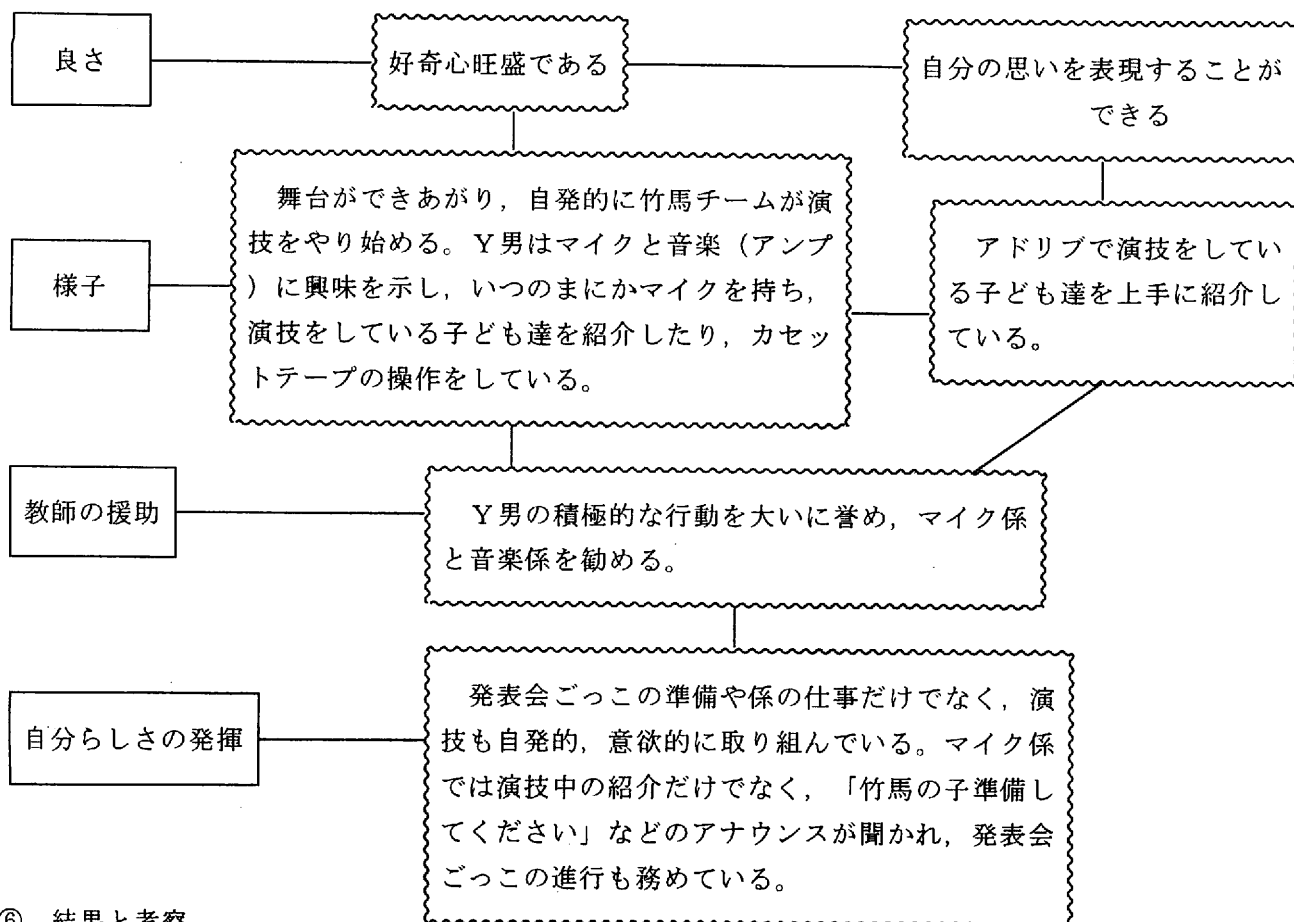 良さ
好奇心旺盛である
自分の思いを表現することが
できる
様子
舞台ができあがり，自発的に竹馬チームが演
技をやり始める。Ｙ男はマイクと音楽（アンプ
）に興味を示し，いつのまにかマイクを持ち，
演技をしている子ども達を紹介したり，カセッ
トテープの操作をしている。
アドリブで演技をしてい
る子ども達を上手に紹介し
ている。
教師の援助
Ｙ男の積極的な行動を大いに誉め，マイク係
と音楽係を勧める。
自分らしさの発揮
発表会ごっこの準備や係の仕事だけでなく，演
技も自発的，意欲的に取り組んでいる。マイク係
では演技中の紹介だけでなく，「竹馬の子準備し
てください」などのアナウンスが聞かれ，発表会
ごっこの進行も務めている。
⑥　結果と考察